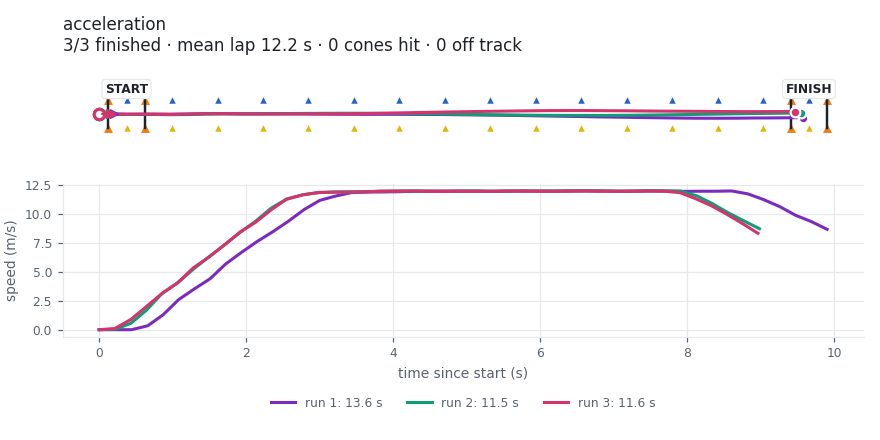 acceleration
3/3 finished · mean lap 12.2 s · 0 cones hit · 0 off track
START
FINISH
12.5
10.0
7.5
5.0
2.5
0.0
speed (m/s)
0 2 4 6 8 10
time since start (s)
run 1: 13.6 s run 2: 11.5 s run 3: 11.6 s